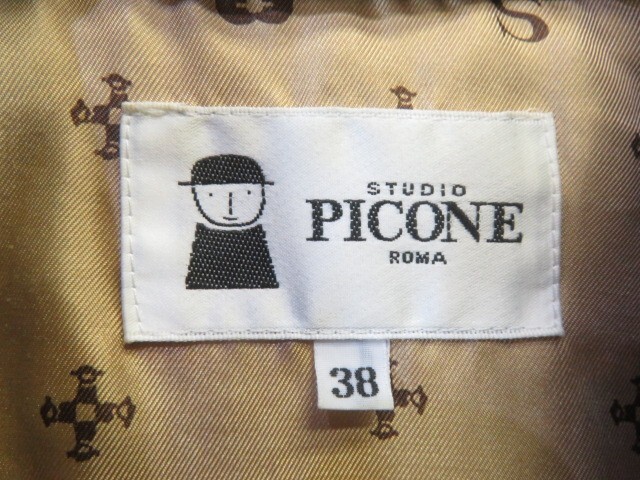 STUDIO
PICONE
ROMA
38